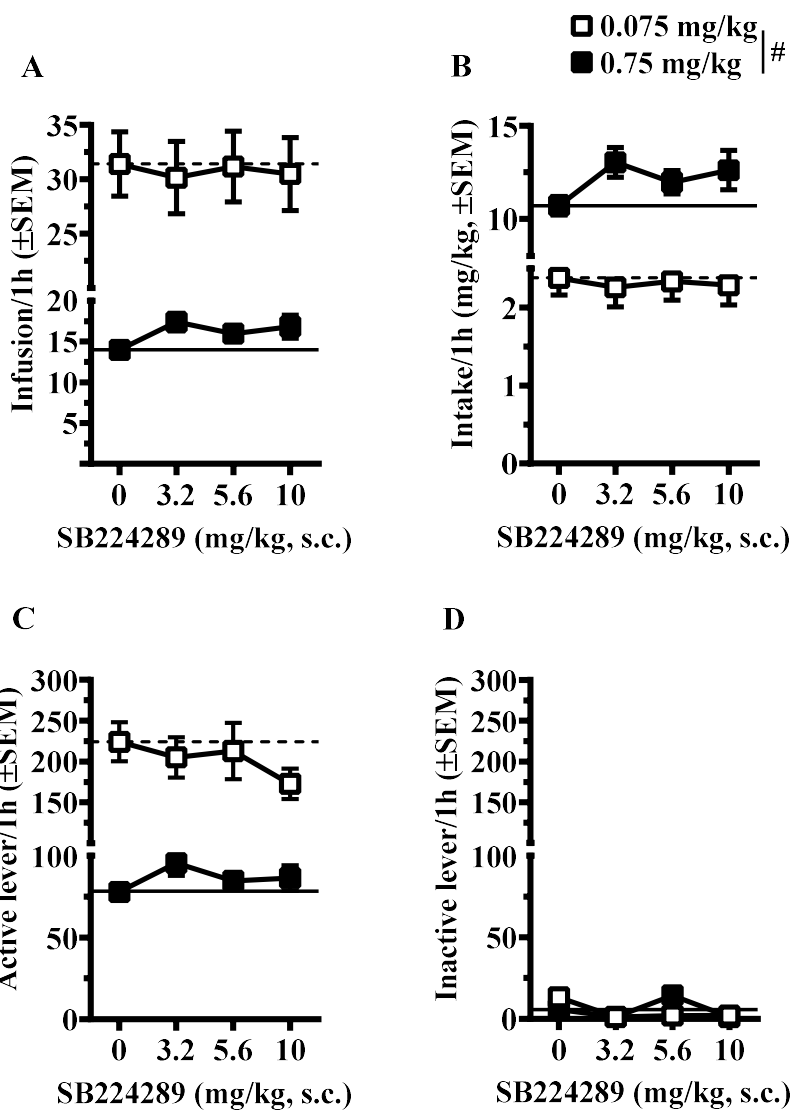 0.075 mg/kg
0.75 mg/kg
#
A
Infusion/1h (±SEM)
35
30
25
20
15
10
5
0 3.2 5.6 10
SB224289 (mg/kg, s.c.)
B
Intake/1h (mg/kg, ±SEM)
15
10
2
1
0
0 3.2 5.6 10
SB224289 (mg/kg, s.c.)
C
Active lever/1h (±SEM)
300
250
200
150
100
50
0
0 3.2 5.6 10
SB224289 (mg/kg, s.c.)
D
Inactive lever/1h (±SEM)
300
250
200
150
100
50
0
0 3.2 5.6 10
SB224289 (mg/kg, s.c.)